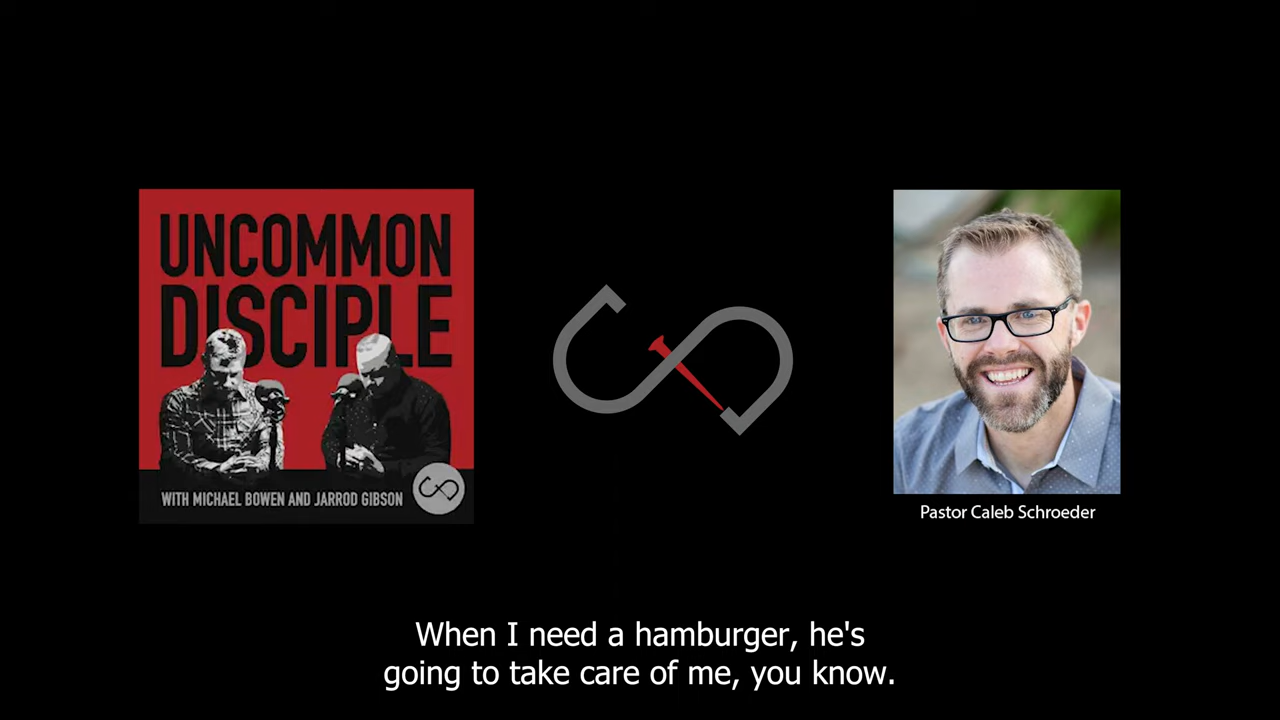 UNCOMMON
DISCIPLE
WITH MICHAEL BOWEN AND JARROD GIBSON
Pastor Caleb Schroeder
When I need a hamburger, he's
going to take care of me, you know.